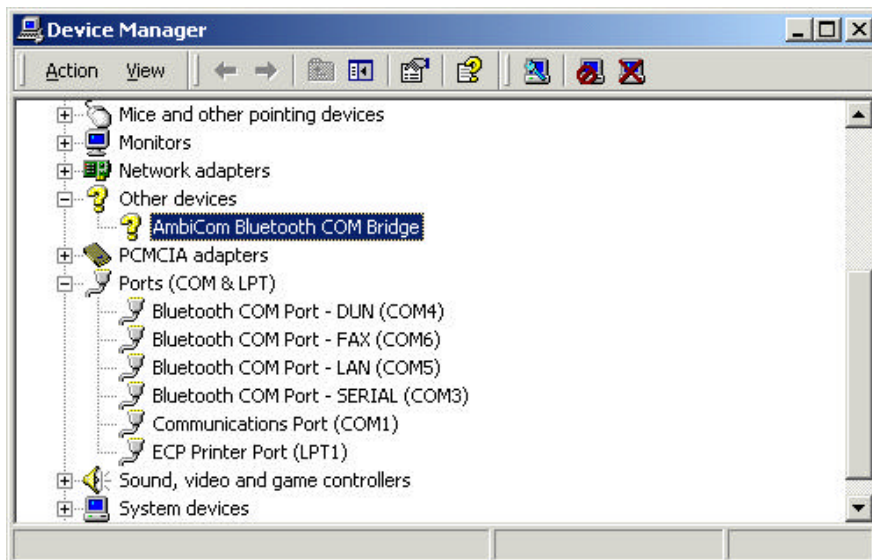 Device Manager
Action View
Mice and other pointing devices
Monitors
Network adapters
Other devices
AmbiCom Bluetooth COM Bridge
PCMCIA adapters
Ports (COM & LPT)
Bluetooth COM Port - DUN (COM4)
Bluetooth COM Port - FAX (COM6)
Bluetooth COM Port - LAN (COM5)
Bluetooth COM Port - SERIAL (COM3)
Communications Port (COM1)
ECP Printer Port (LPT1)
Sound, video and game controllers
System devices